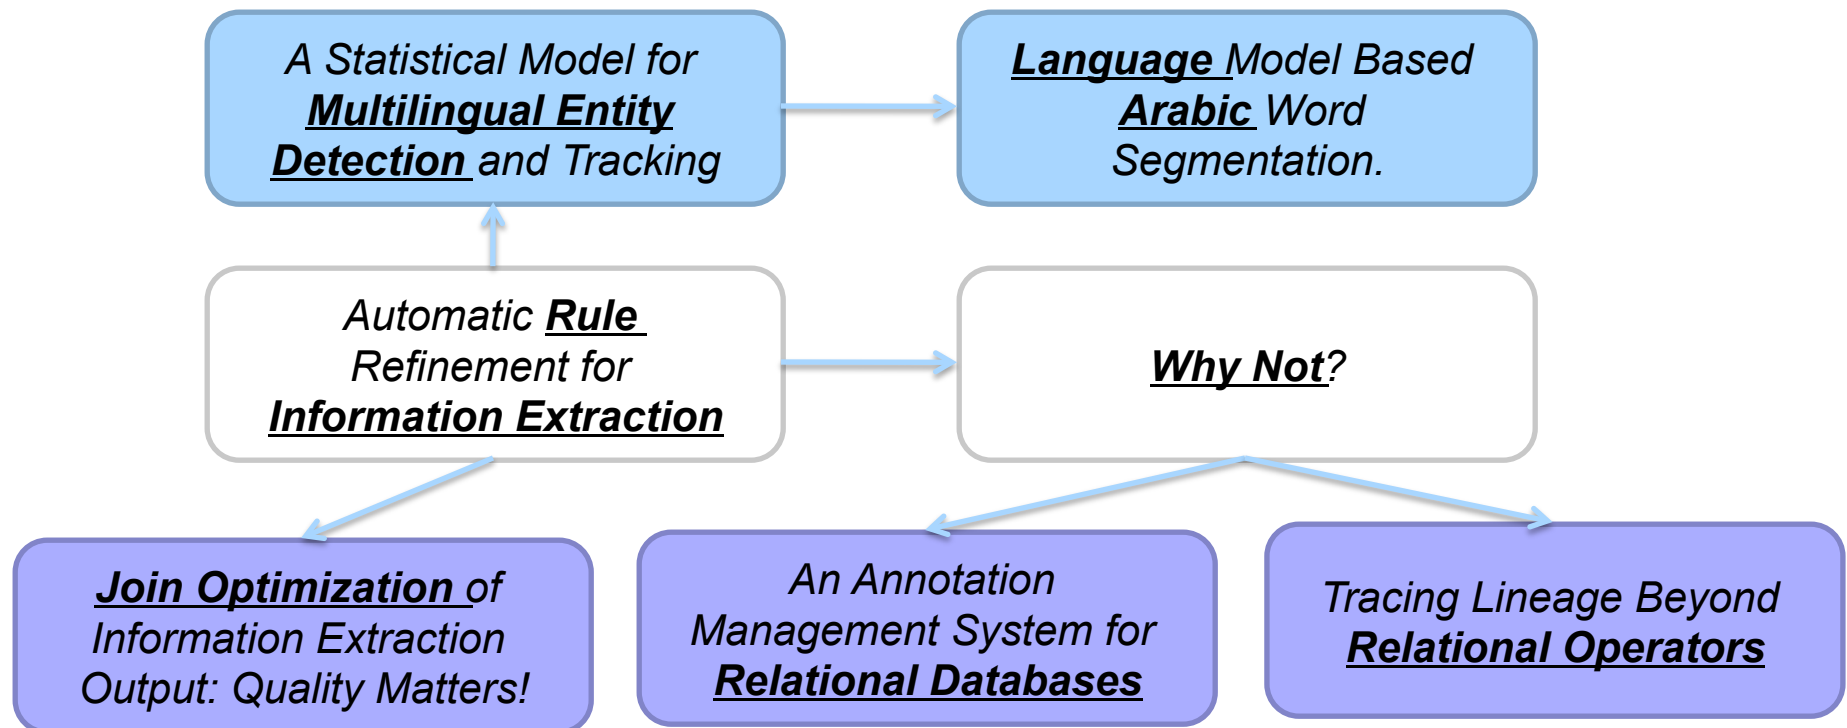 A Statistical Model for
Multilingual Entity
Detection and Tracking
Language Model Based
Arabic Word
Segmentation.
Automatic Rule
Refinement for
Information Extraction
Why Not?
Join Optimization of
Information Extraction
Output: Quality Matters!
An Annotation
Management System for
Relational Databases
Tracing Lineage Beyond
Relational Operators